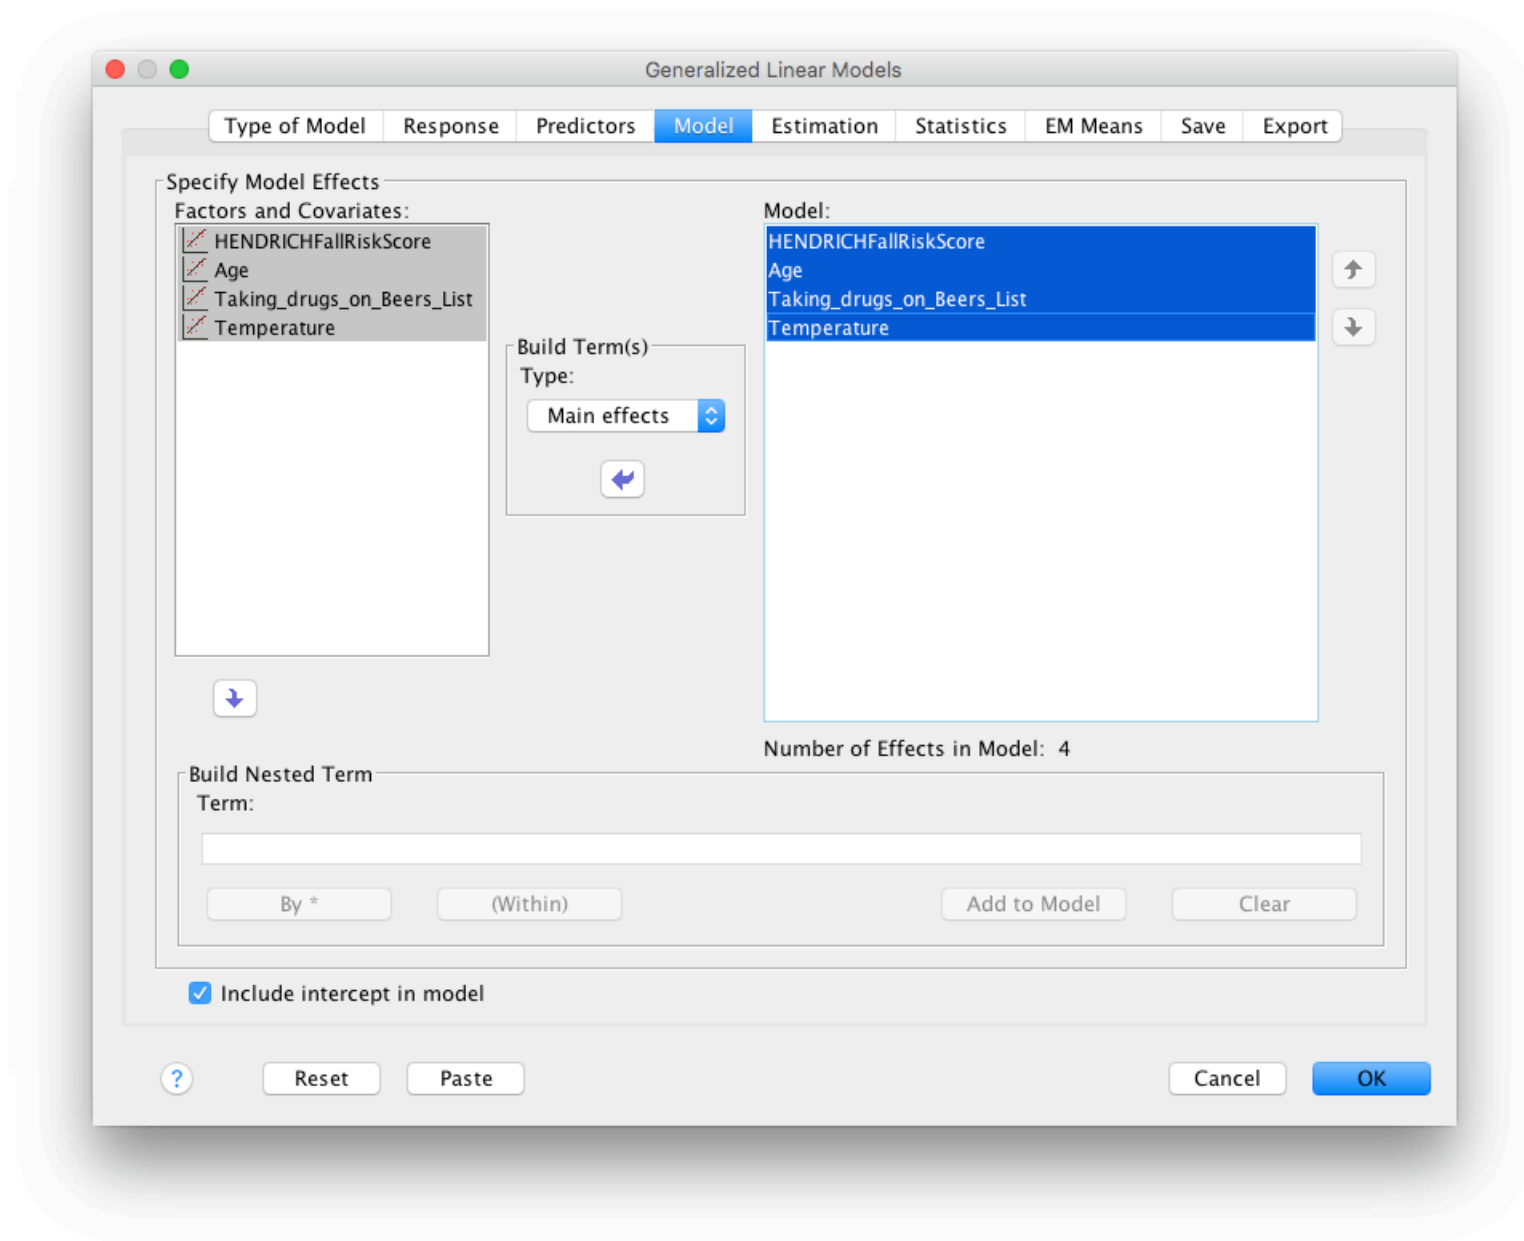 Generalized Linear Models
Type of Model Response Predictors Model Estimation Statistics EM Means Save Export
Specify Model Effects
Factors and Covariates:
HENDRICHFallRiskScore
Age
Taking_drugs_on_Beers_List
Temperature
Build Term(s)
Type:
Main effects
Model:
HENDRICHFallRiskScore
Age
Taking_drugs_on_Beers_List
Temperature
Number of Effects in Model: 4
Build Nested Term
Term:
By * (Within) Add to Model Clear
Include intercept in model
? Reset Paste Cancel OK